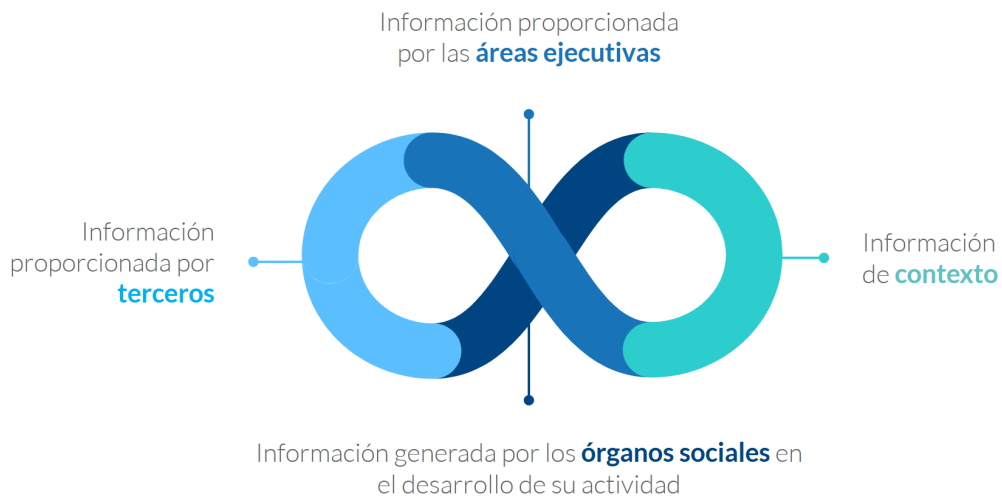 Información proporcionada
por las áreas ejecutivas
Información
proporcionada por
terceros
Información
de contexto
Información generada por los órganos sociales en
el desarrollo de su actividad